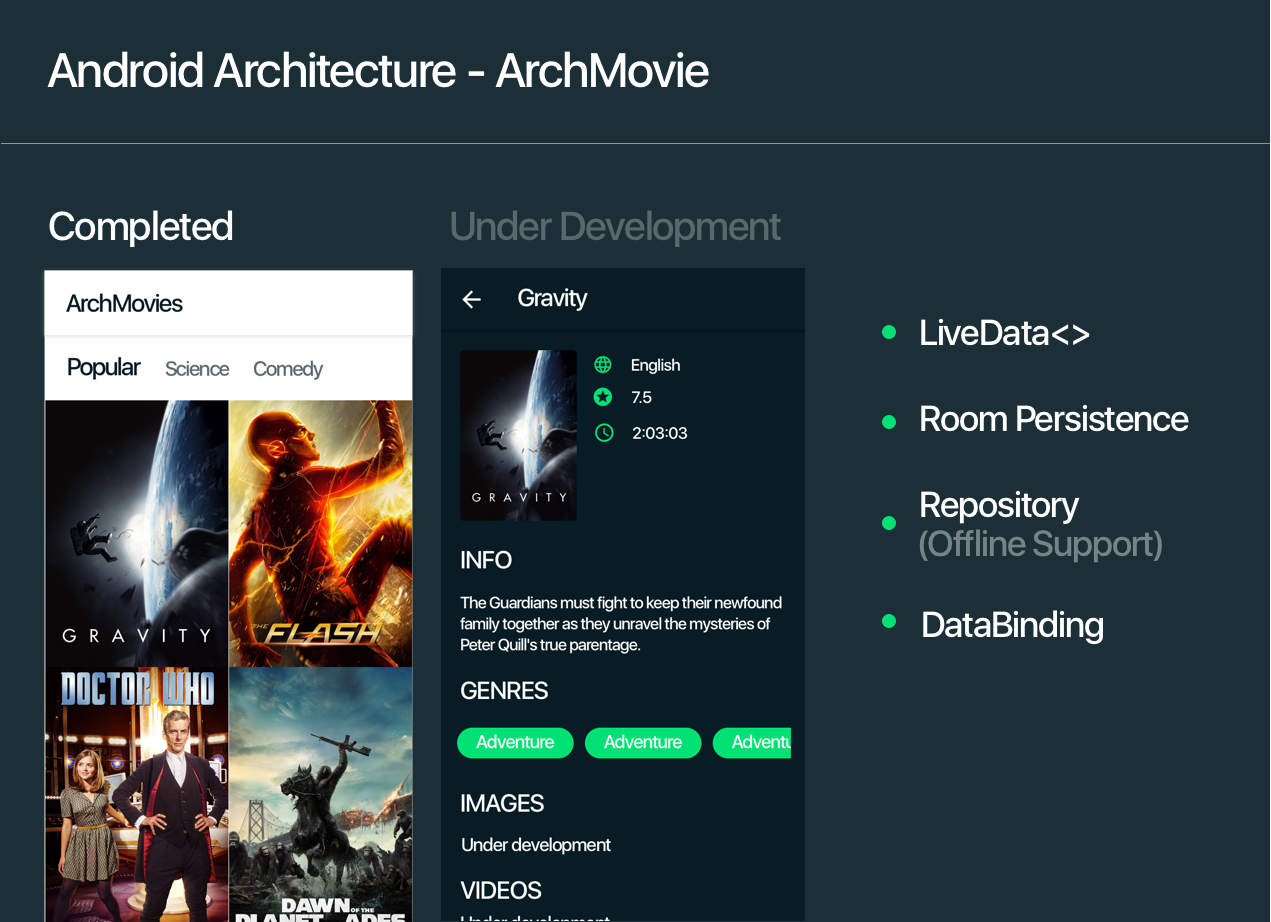 Android Architecture - ArchMovie
Completed
Under Development
ArchMovies
Popular Science Comedy
GRAVITY
THE FLASH
DOCTOR WHO
DAWN OF THE
PLANET OF THE APES
Gravity
English
7.5
2:03:03
GRAVITY
INFO
The Guardians must fight to keep their newfound
family together as they unravel the mysteries of
Peter Quill's true parentage.
GENRES
Adventure Adventure Advent
IMAGES
Under development
VIDEOS
Under development
LiveData<>
Room Persistence
Repository
(Offline Support)
DataBinding